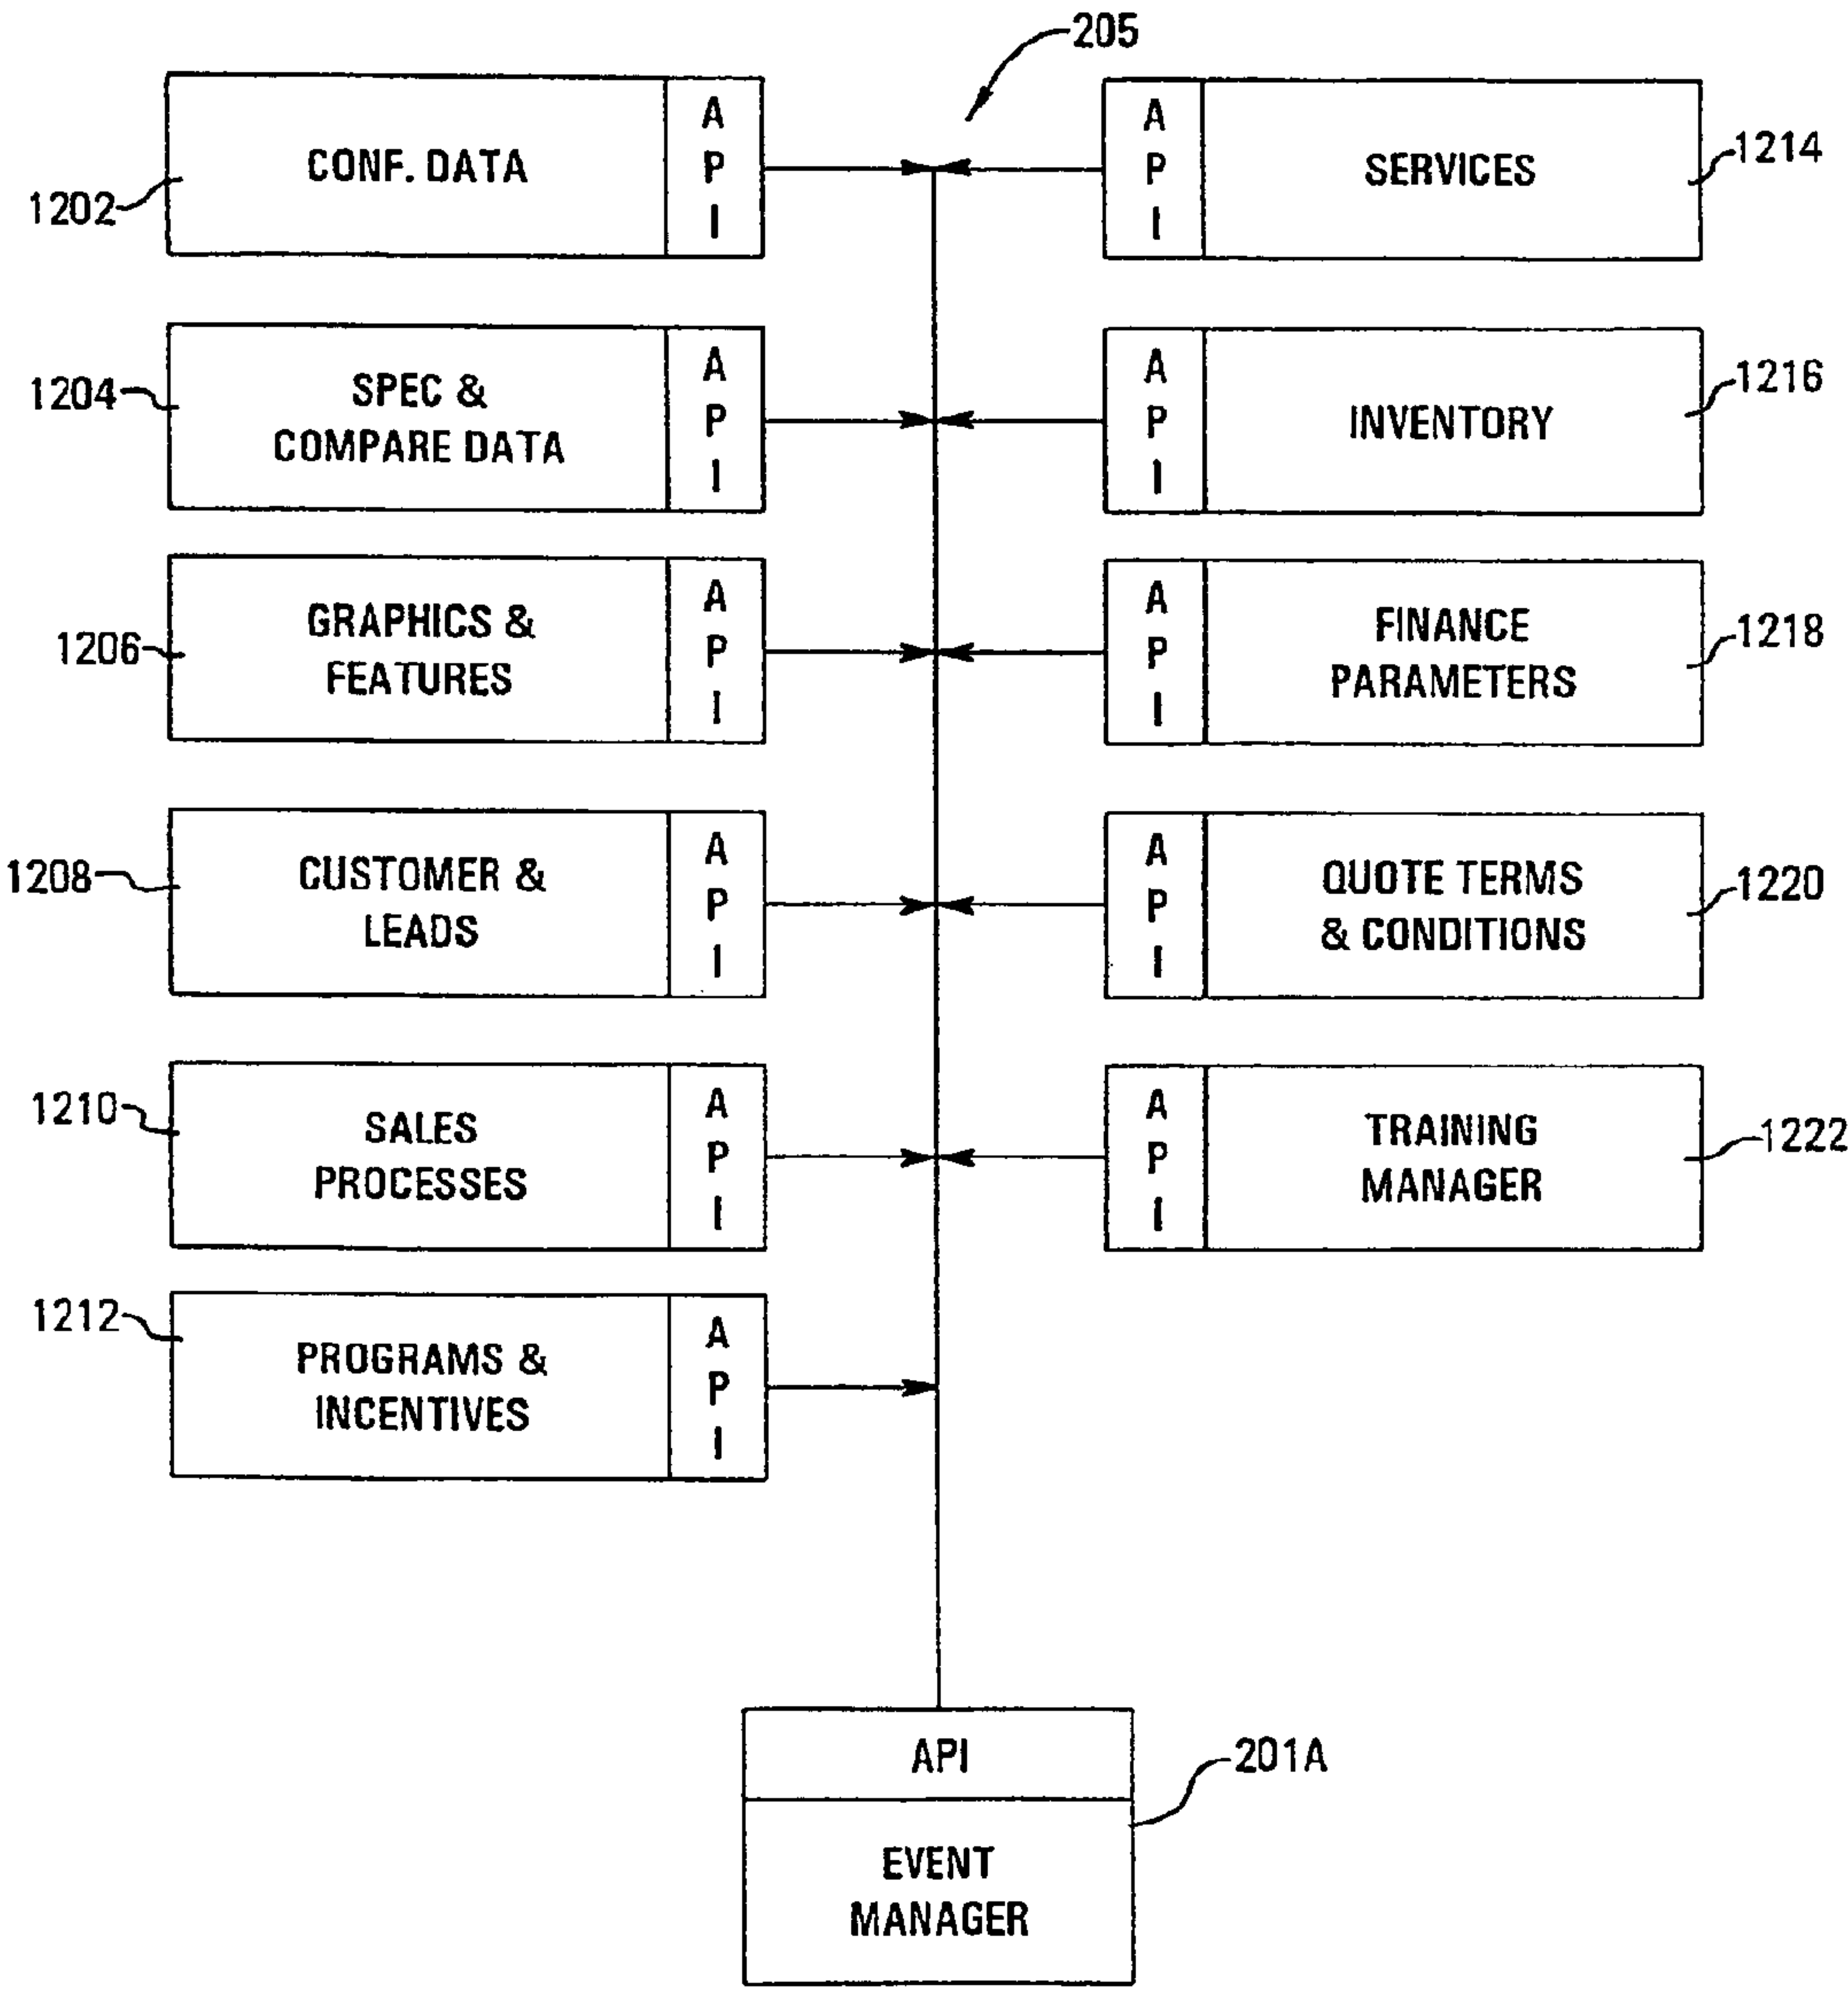 205
CONF. DATA
A
P
I
1202
A
P
I
SERVICES
1214
SPEC &
COMPARE DATA
A
P
I
1204
A
P
I
INVENTORY
1216
GRAPHICS &
FEATURES
A
P
I
1206
A
P
I
FINANCE
PARAMETERS
1218
CUSTOMER &
LEADS
A
P
I
1208
A
P
I
QUOTE TERMS
& CONDITIONS
1220
SALES
PROCESSES
A
P
I
1210
A
P
I
TRAINING
MANAGER
1222
PROGRAMS &
INCENTIVES
A
P
I
1212
API
EVENT
MANAGER
201A